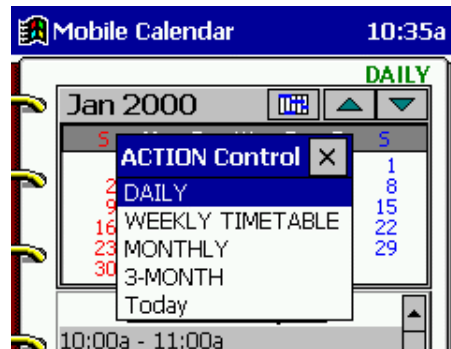 Mobile Calendar 10:35a
DAILY
Jan 2000
S S
ACTION Control
1
DAILY
2 8
WEEKLY TIMETABLE
9 15
16 22
MONTHLY
23 29
3-MONTH
30
Today
10:00a - 11:00a